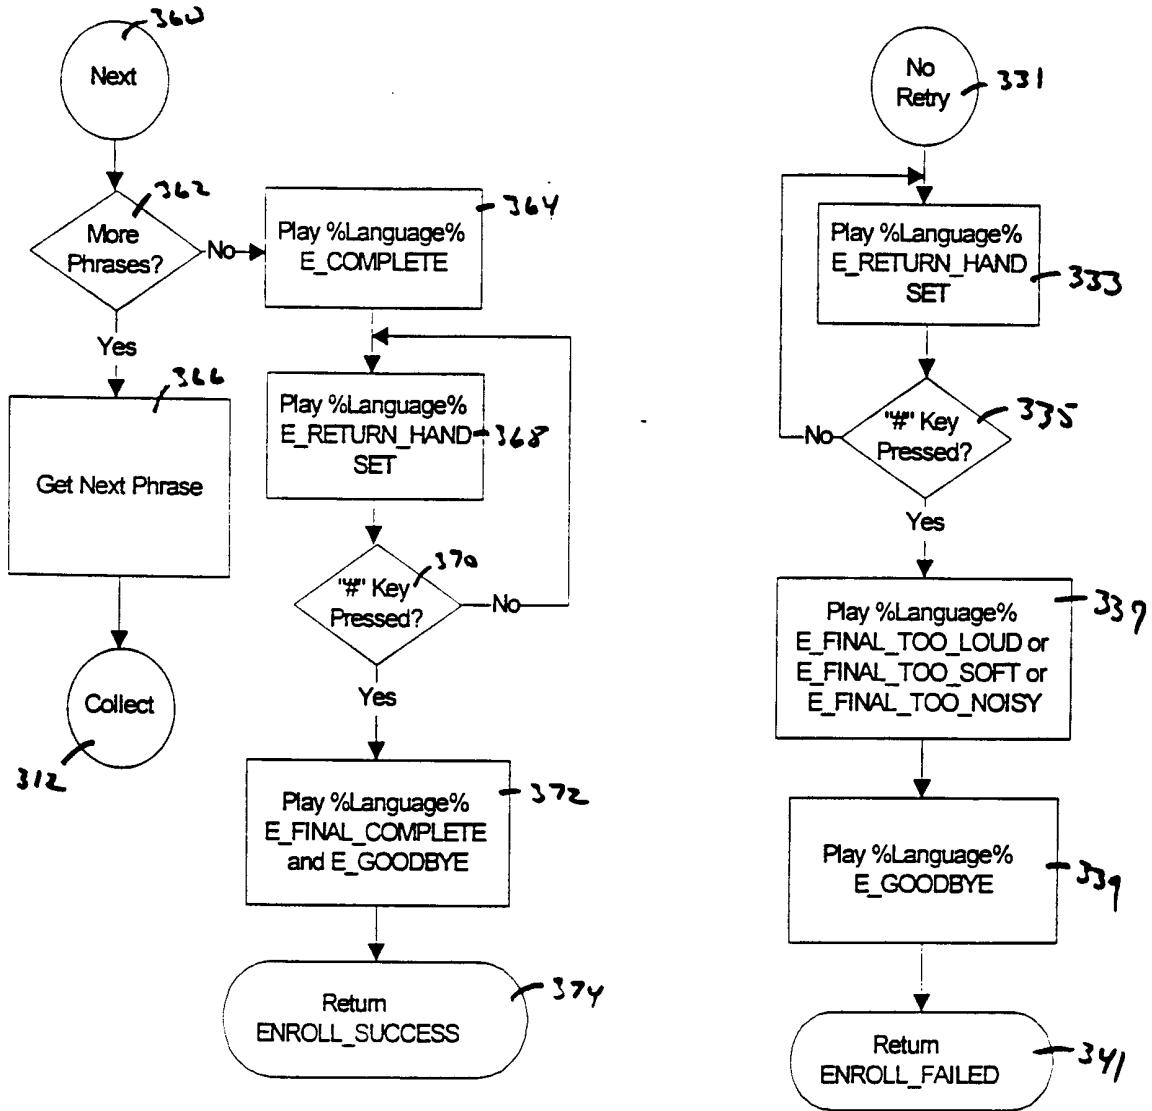 360
Next
362
More
Phrases?
No
Yes
364
Play %Language%
E_COMPLETE
366
Get Next Phrase
Play %Language%
E_RETURN_HAND
SET
368
370
"#" Key
Pressed?
No
Yes
Collect
312
Play %Language%
E_FINAL_COMPLETE
and E_GOODBYE
372
Return
ENROLL_SUCCESS
374
No
Retry
331
Play %Language%
E_RETURN_HAND
SET
333
"#" Key
Pressed?
335
No
Yes
Play %Language%
E_FINAL_TOO_LOUD or
E_FINAL_TOO_SOFT or
E_FINAL_TOO_NOISY
337
Play %Language%
E_GOODBYE
339
Return
ENROLL_FAILED
341